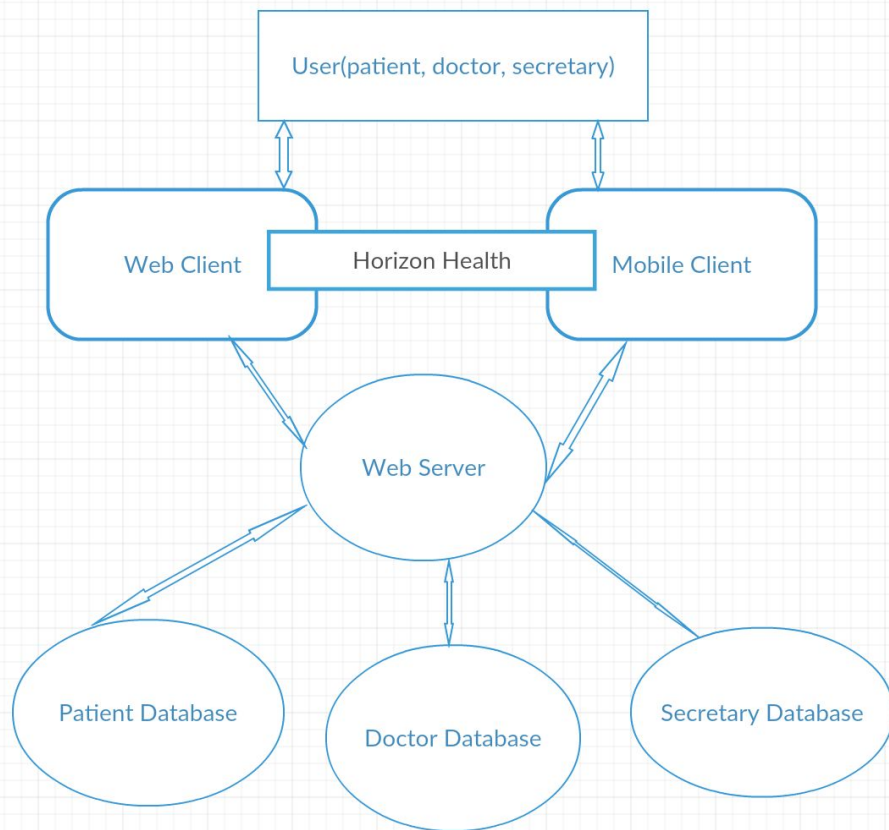 User(patient, doctor, secretary)
Web Client
Horizon Health
Mobile Client
Web Server
Patient Database
Doctor Database
Secretary Database